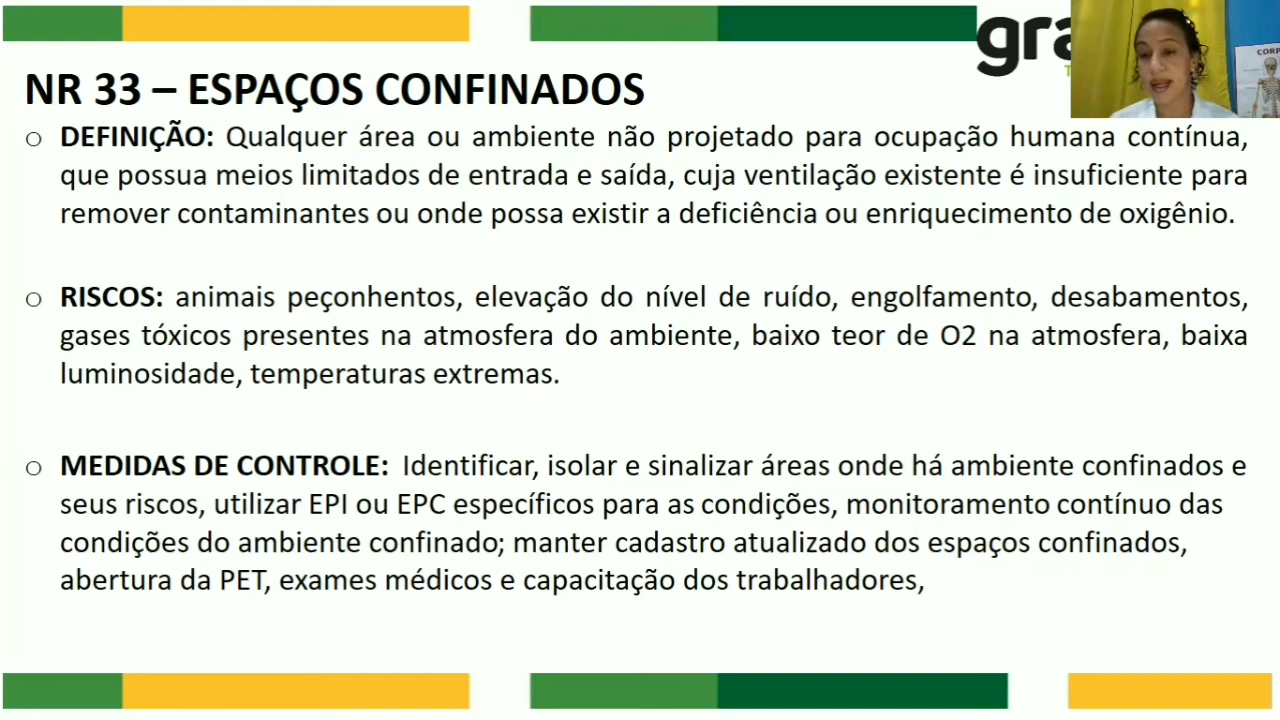 gra
NR 33 – ESPAÇOS CONFINADOS
CORP
DEFINIÇÃO: Qualquer área ou ambiente não projetado para ocupação humana contínua,
que possua meios limitados de entrada e saída, cuja ventilação existente é insuficiente para
remover contaminantes ou onde possa existir a deficiência ou enriquecimento de oxigênio.
RISCOS: animais peçonhentos, elevação do nível de ruído, engolfamento, desabamentos,
gases tóxicos presentes na atmosfera do ambiente, baixo teor de O2 na atmosfera, baixa
luminosidade, temperaturas extremas.
MEDIDAS DE CONTROLE: Identificar, isolar e sinalizar áreas onde há ambiente confinados e
seus riscos, utilizar EPI ou EPC específicos para as condições, monitoramento contínuo das
condições do ambiente confinado; manter cadastro atualizado dos espaços confinados,
abertura da PET, exames médicos e capacitação dos trabalhadores,